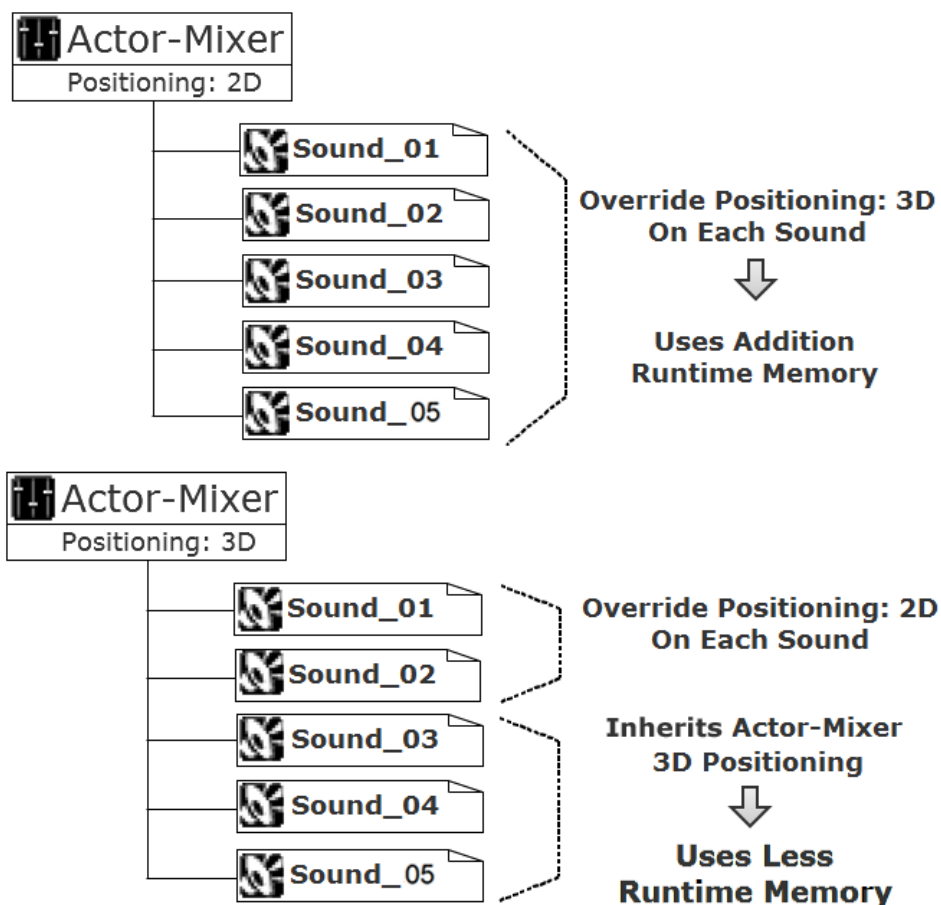 Actor-Mixer
Positioning: 2D
Sound_01
Sound_02
Sound_03
Sound_04
Sound_05
Override Positioning: 3D
On Each Sound
Uses Addition
Runtime Memory
Actor-Mixer
Positioning: 3D
Sound_01
Sound_02
Sound_03
Sound_04
Sound_05
Override Positioning: 2D
On Each Sound
Inherits Actor-Mixer
3D Positioning
Uses Less
Runtime Memory